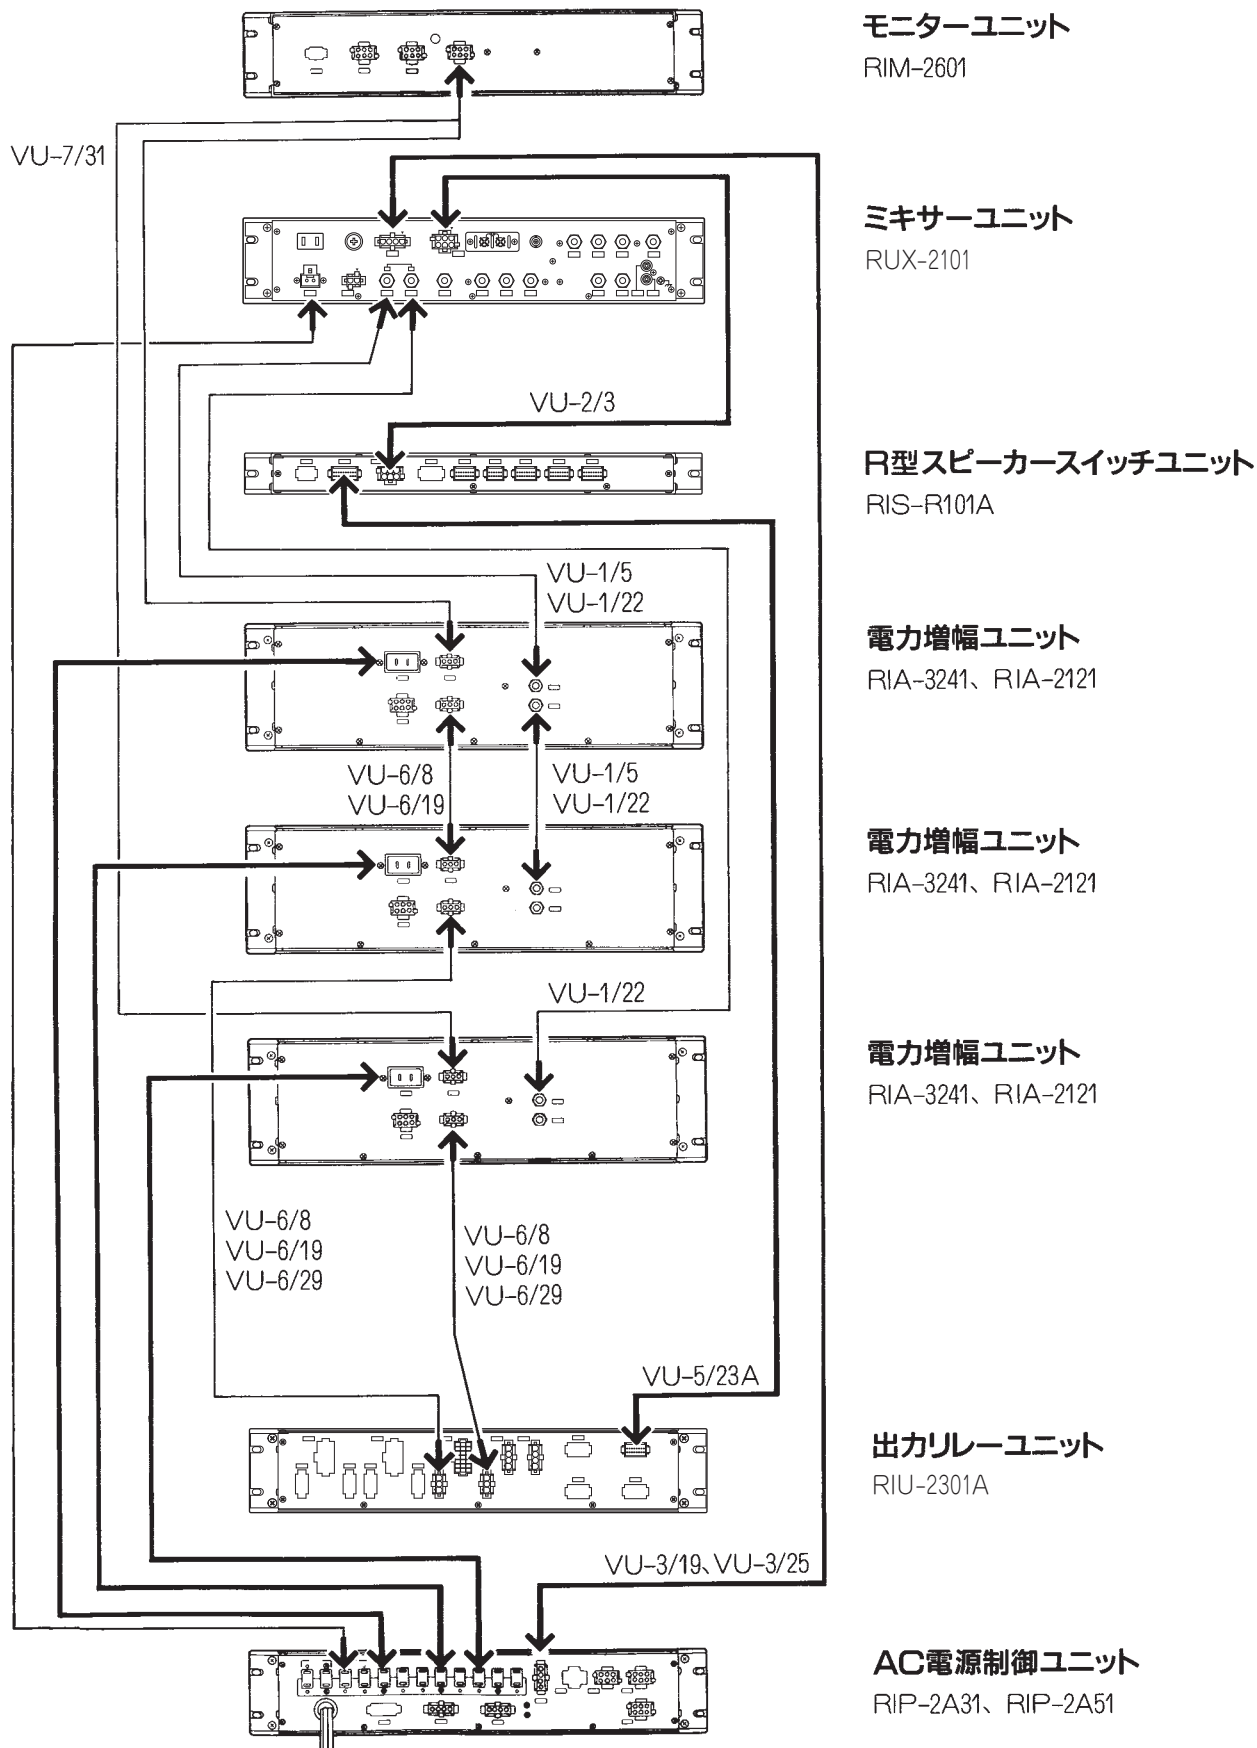 モニターユニット
RIM-2601
VU-7/31
ミキサーユニット
RUX-2101
VU-2/3
R型スピーカースイッチユニット
RIS-R101A
VU-1/5
VU-1/22
電力増幅ユニット
RIA-3241、RIA-2121
VU-6/8
VU-6/19
VU-1/5
VU-1/22
電力増幅ユニット
RIA-3241、RIA-2121
VU-1/22
電力増幅ユニット
RIA-3241、RIA-2121
VU-6/8
VU-6/19
VU-6/29
VU-6/8
VU-6/19
VU-6/29
VU-5/23A
出力リレーユニット
RIU-2301A
VU-3/19、VU-3/25
AC電源制御ユニット
RIP-2A31、RIP-2A51